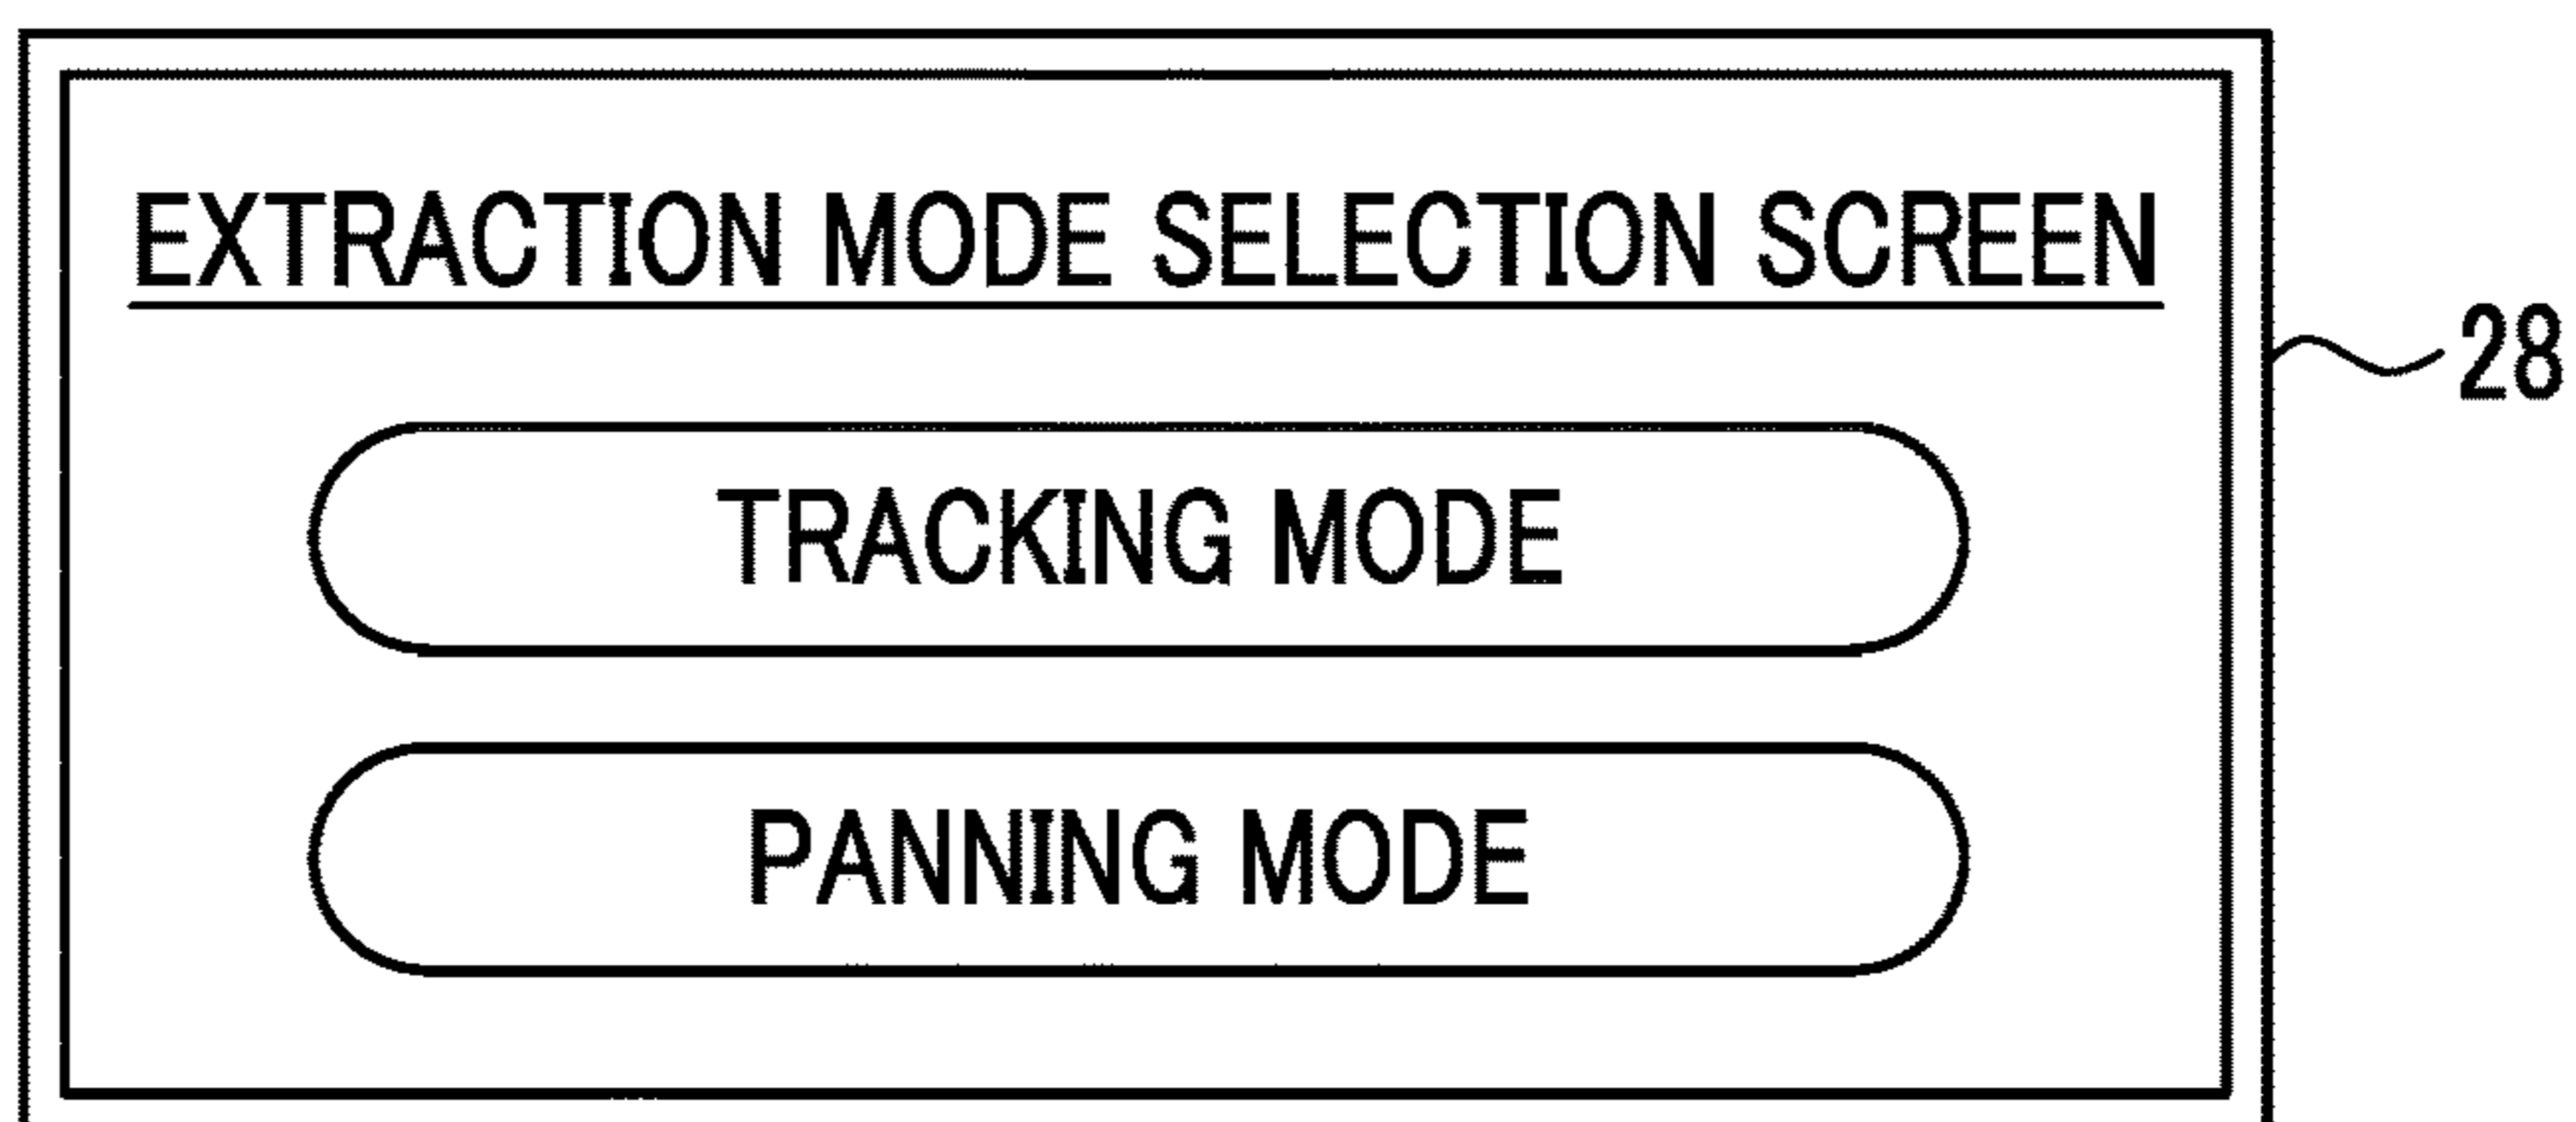 EXTRACTION MODE SELECTION SCREEN
28
TRACKING MODE
PANNING MODE